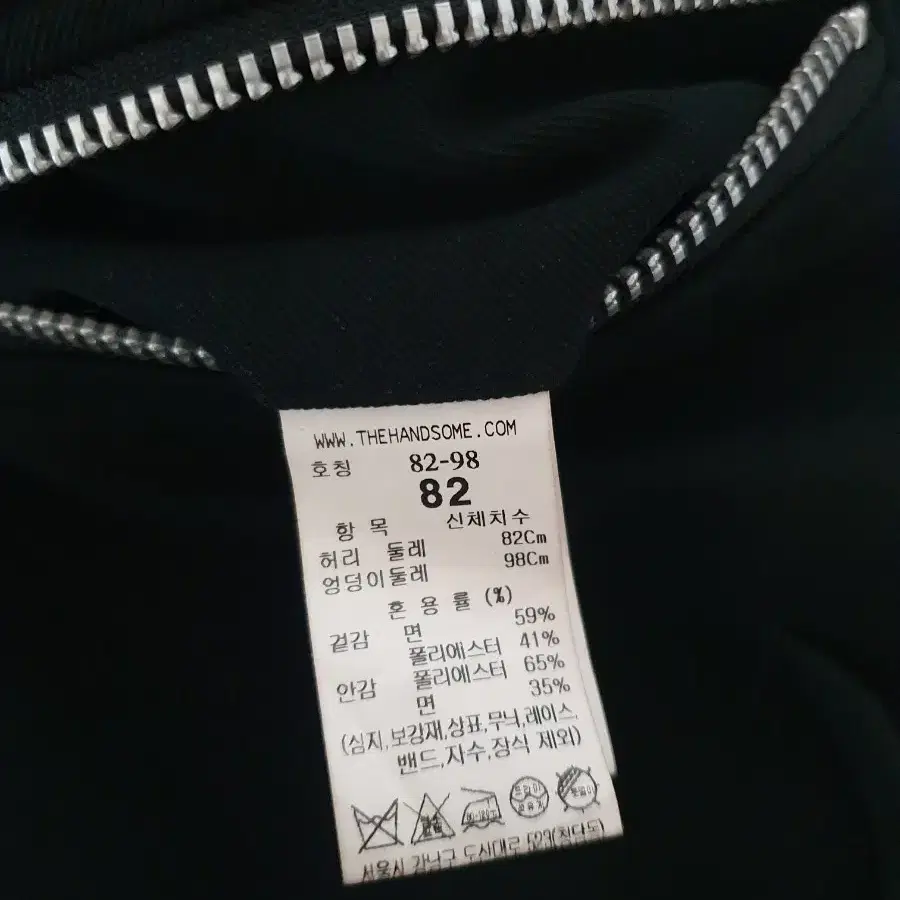 WWW.THEHANDSOME.COM
호칭 82-98
82
항 목 신체치수
허리 둘레 82Cm
엉덩이둘레 98Cm
혼 용 률 (%)
겉감 면 59%
폴리에스터 41%
안감 폴리에스터 65%
면 35%
(심지,보강재,상표,무늬,레이스,
밴드,자수,장식 제외)
드라이
서울시 강남구 도산대로 523(청담동)